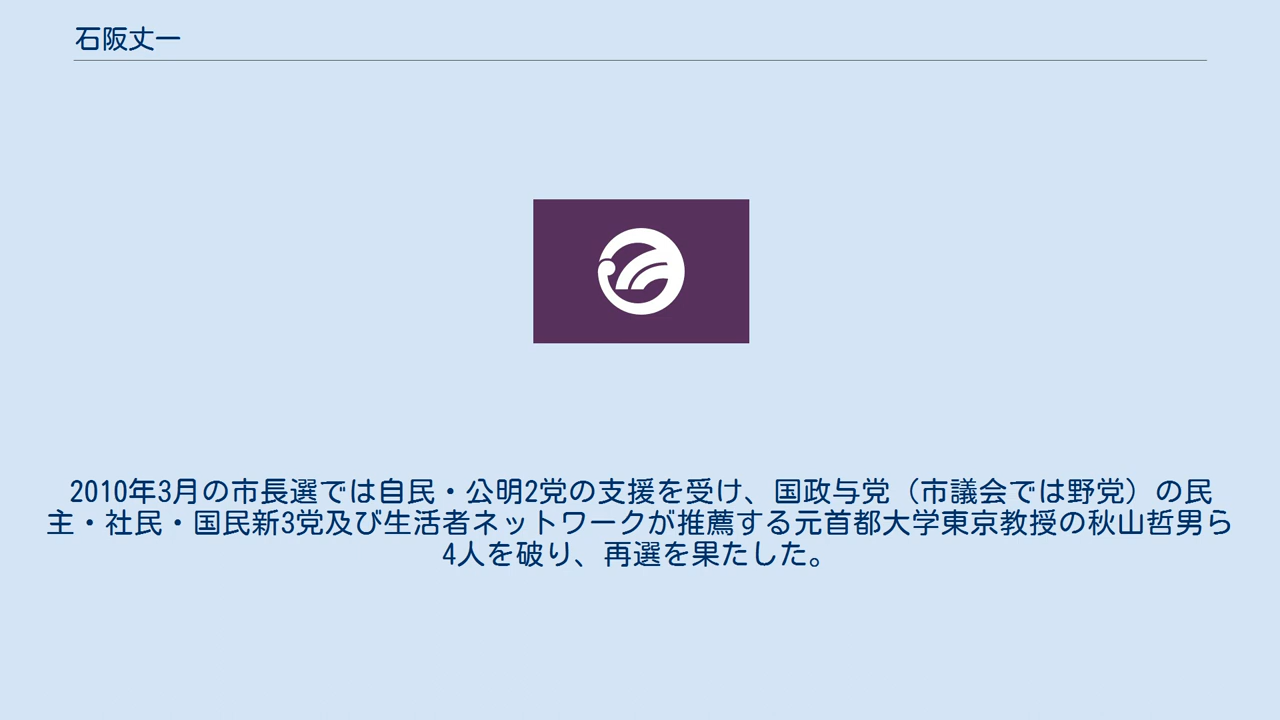 石阪丈一
2010年3月の市長選では自民・公明2党の支援を受け、国政与党（市議会では野党）の民
主・社民・国民新3党及び生活者ネットワークが推薦する元首都大学東京教授の秋山哲男ら
4人を破り、再選を果たした。